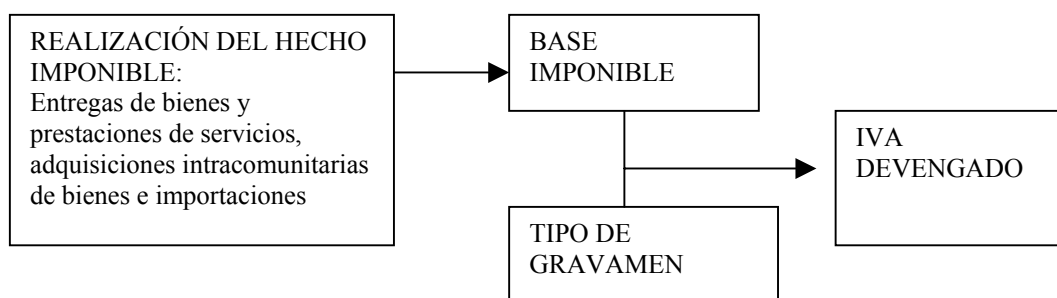 REALIZACIÓN DEL HECHO
IMPONIBLE:
Entregas de bienes y
prestaciones de servicios,
adquisiciones intracomunitarias
de bienes e importaciones
BASE
IMPONIBLE
IVA
DEVENGADO
TIPO DE
GRAVAMEN